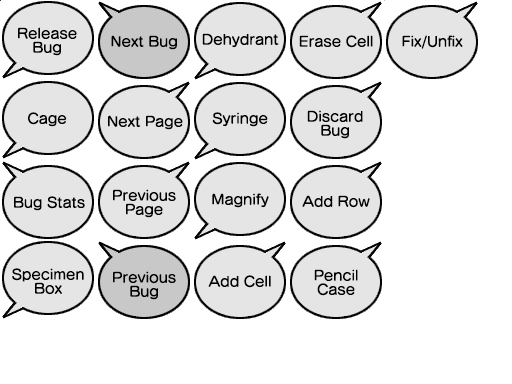 Release
Bug
Next Bug
Dehydrant
Erase Cell
Fix/Unfix
Cage
Next Page
Syringe
Discard
Bug
Bug Stats
Previous
Page
Magnify
Add Row
Specimen
Box
Previous
Bug
Add Cell
Pencil
Case